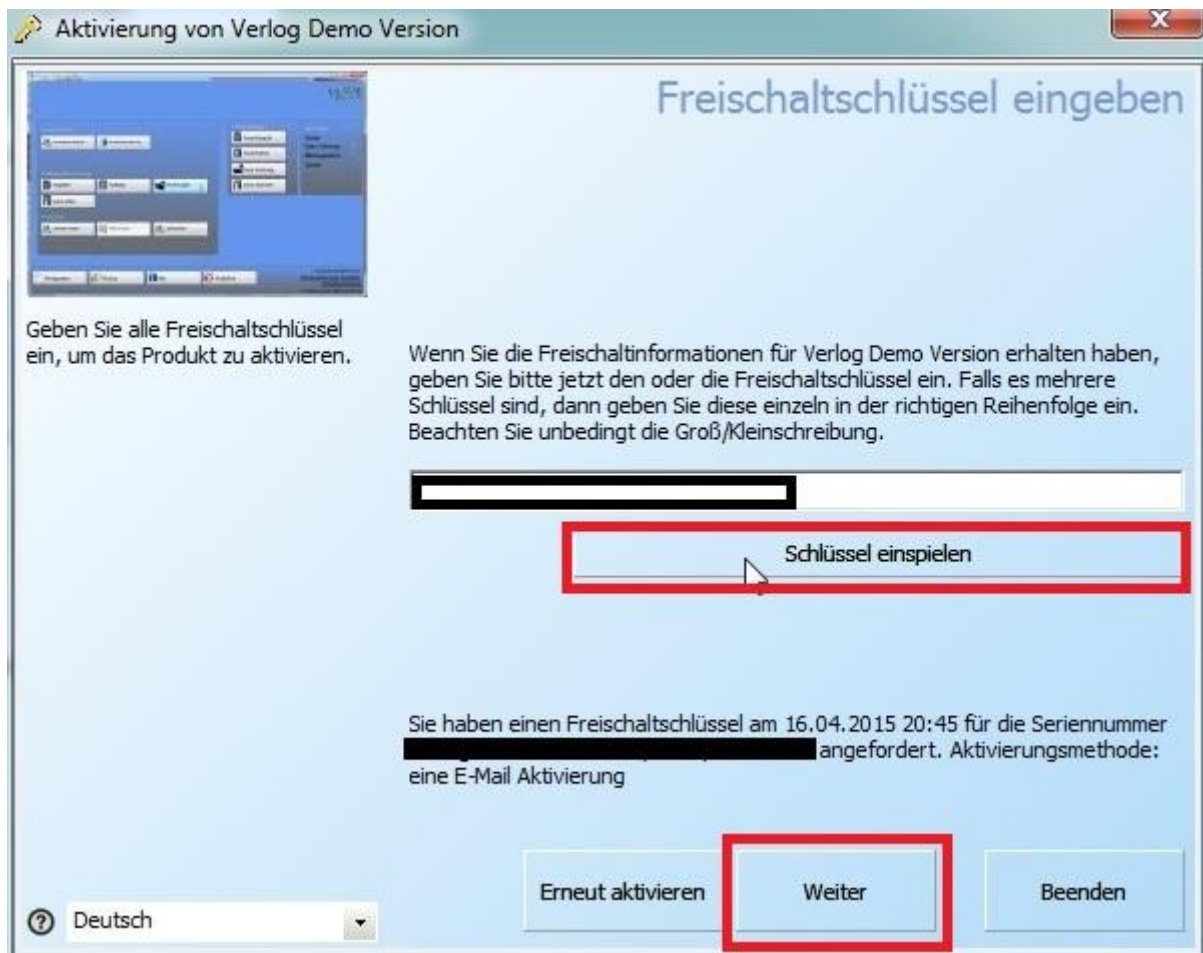 Aktivierung von Verlog Demo Version
Freischaltschlüssel eingeben
Geben Sie alle Freischaltschlüssel
ein, um das Produkt zu aktivieren.
Wenn Sie die Freischaltinformationen für Verlog Demo Version erhalten haben,
geben Sie bitte jetzt den oder die Freischaltschlüssel ein. Falls es mehrere
Schlüssel sind, dann geben Sie diese einzeln in der richtigen Reihenfolge ein.
Beachten Sie unbedingt die Groß/Kleinschreibung.
Schlüssel einspielen
Sie haben einen Freischaltschlüssel am 16.04.2015 20:45 für die Seriennummer
angefordert. Aktivierungsmethode:
eine E-Mail Aktivierung
Erneut aktivieren
Weiter
Beenden
Deutsch